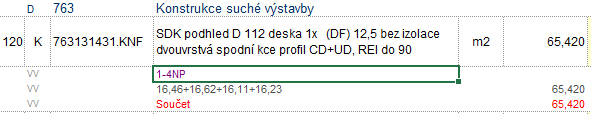 D 763 Konstrukce suché výstavby
120 K 763131431.KNF SDK podhled D 112 deska 1x (DF) 12,5 bez izolace dvouvrstvá spodní kce profil CD+UD, REI do 90 m2 65,420
VV 1-4NP
VV 16,46+16,62+16,11+16,23 65,420
VV Součet 65,420